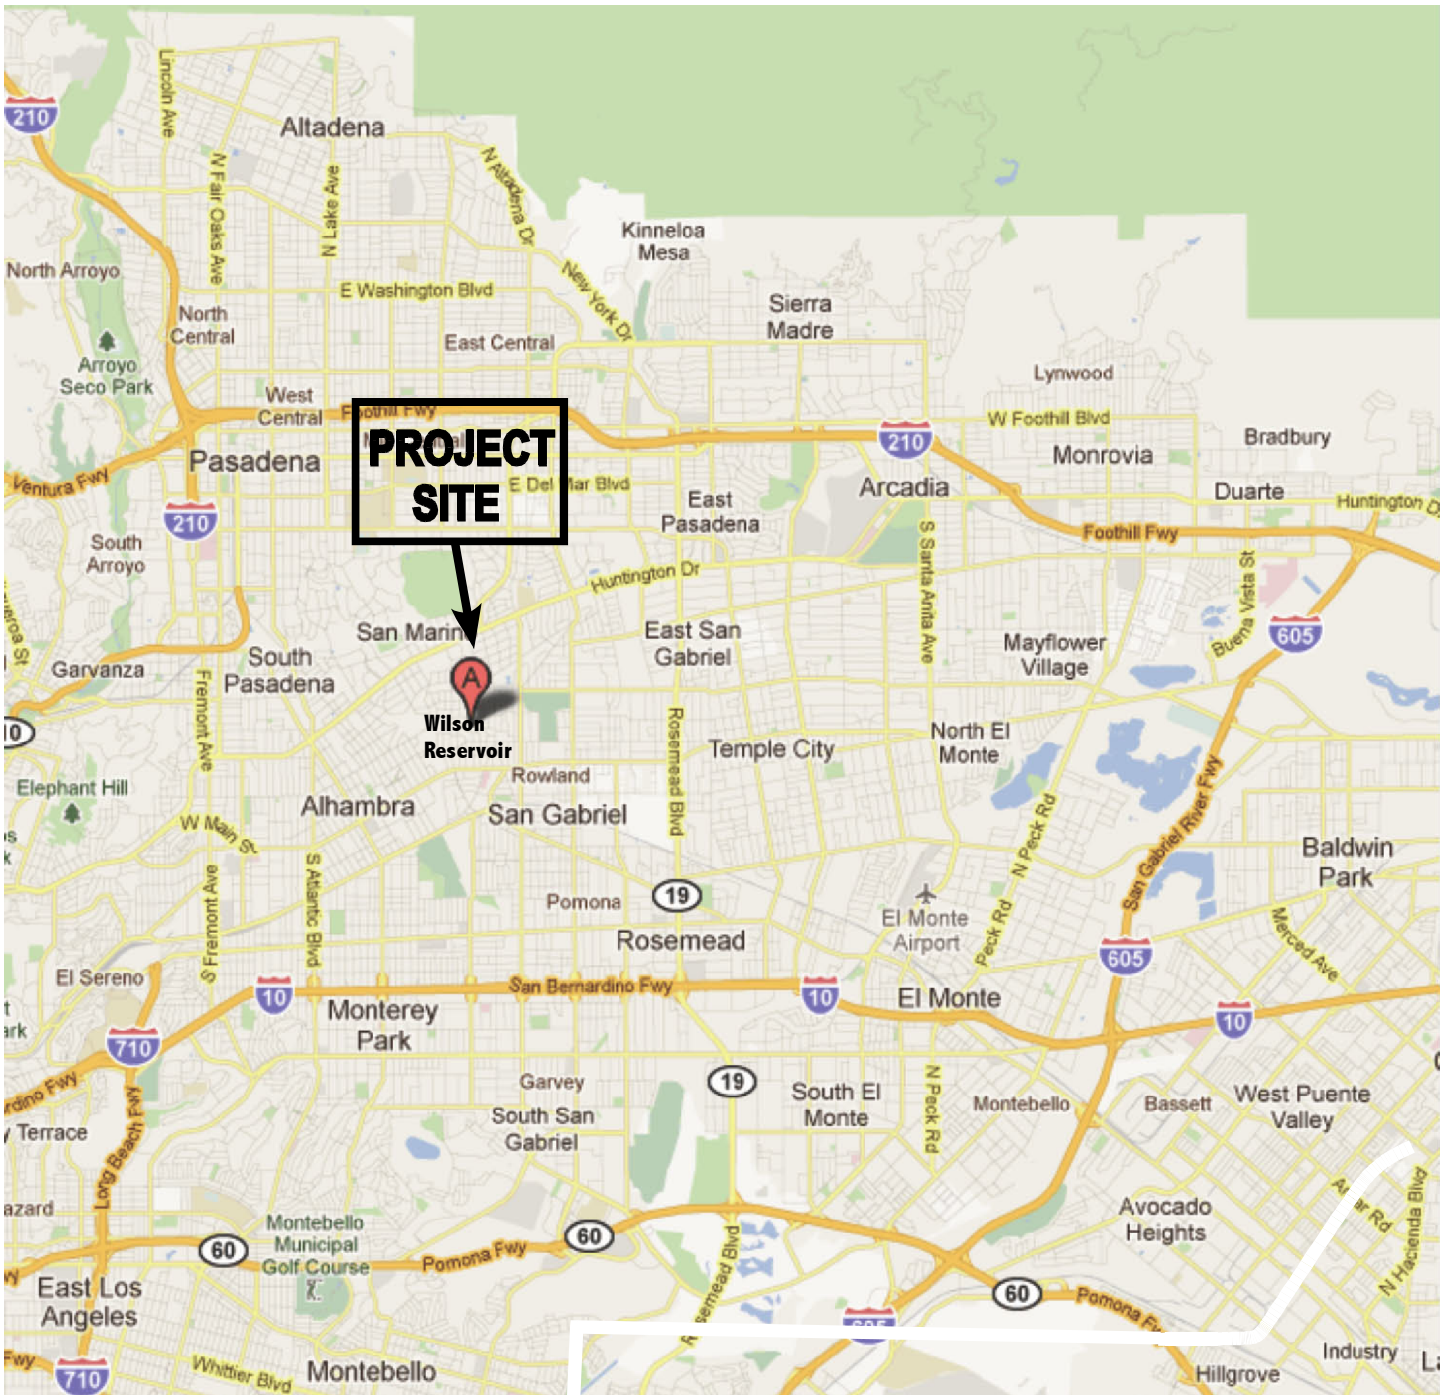 Lincoln Ave
210
Altadena
N Altadena Dr
N Fair Oaks Ave
N Lake Ave
Kinneloa
Mesa
North Arroyo
New York Dr
E Washington Blvd
Sierra
Madre
North
Central
East Central
Arroyo
Seco Park
Lynwood
West
Central
Foothill Fwy
W Foothill Blvd
PROJECT
SITE
210
Bradbury
Monrovia
Pasadena
Ventura Fwy
E Del Mar Blvd
Arcadia
Duarte
Huntington D
East
Pasadena
210
South
Arroyo
Foothill Fwy
S Santa Anita Ave
Buena Vista St
Huntington Dr
605
San Marin
East San
Gabriel
Mayflower
Village
Garvanza
South
Pasadena
A
Wilson
Reservoir
Fremont Ave
Rosemead Blvd
North El
Monte
Temple City
San Gabriel River Fwy
Rowland
Elephant Hill
Alhambra
San Gabriel
N Peck Rd
W Main St
Baldwin
Park
S Atlantic Blvd
S Fremont Ave
19
Pomona
El Monte
Airport
Peck Rd
Merced Ave
Rosemead
605
El Sereno
10
San Bernardino Fwy
10
El Monte
10
Monterey
Park
710
19
Garvey
South El
Monte
N Peck Rd
Montebello
Bassett
West Puente
Valley
rdino Fwy
South San
Gabriel
y Terrace
Long Beach Fwy
azard
Avocado
Heights
N Hacienda Blvd
Montebello
Municipal
Golf Course
60
60
Pomona Fwy
East Los
Angeles
60
Pomona Fw
605
semead Blvd
Industry
Fwy
710
Whittier Blvd
Montebello
Hillgrove